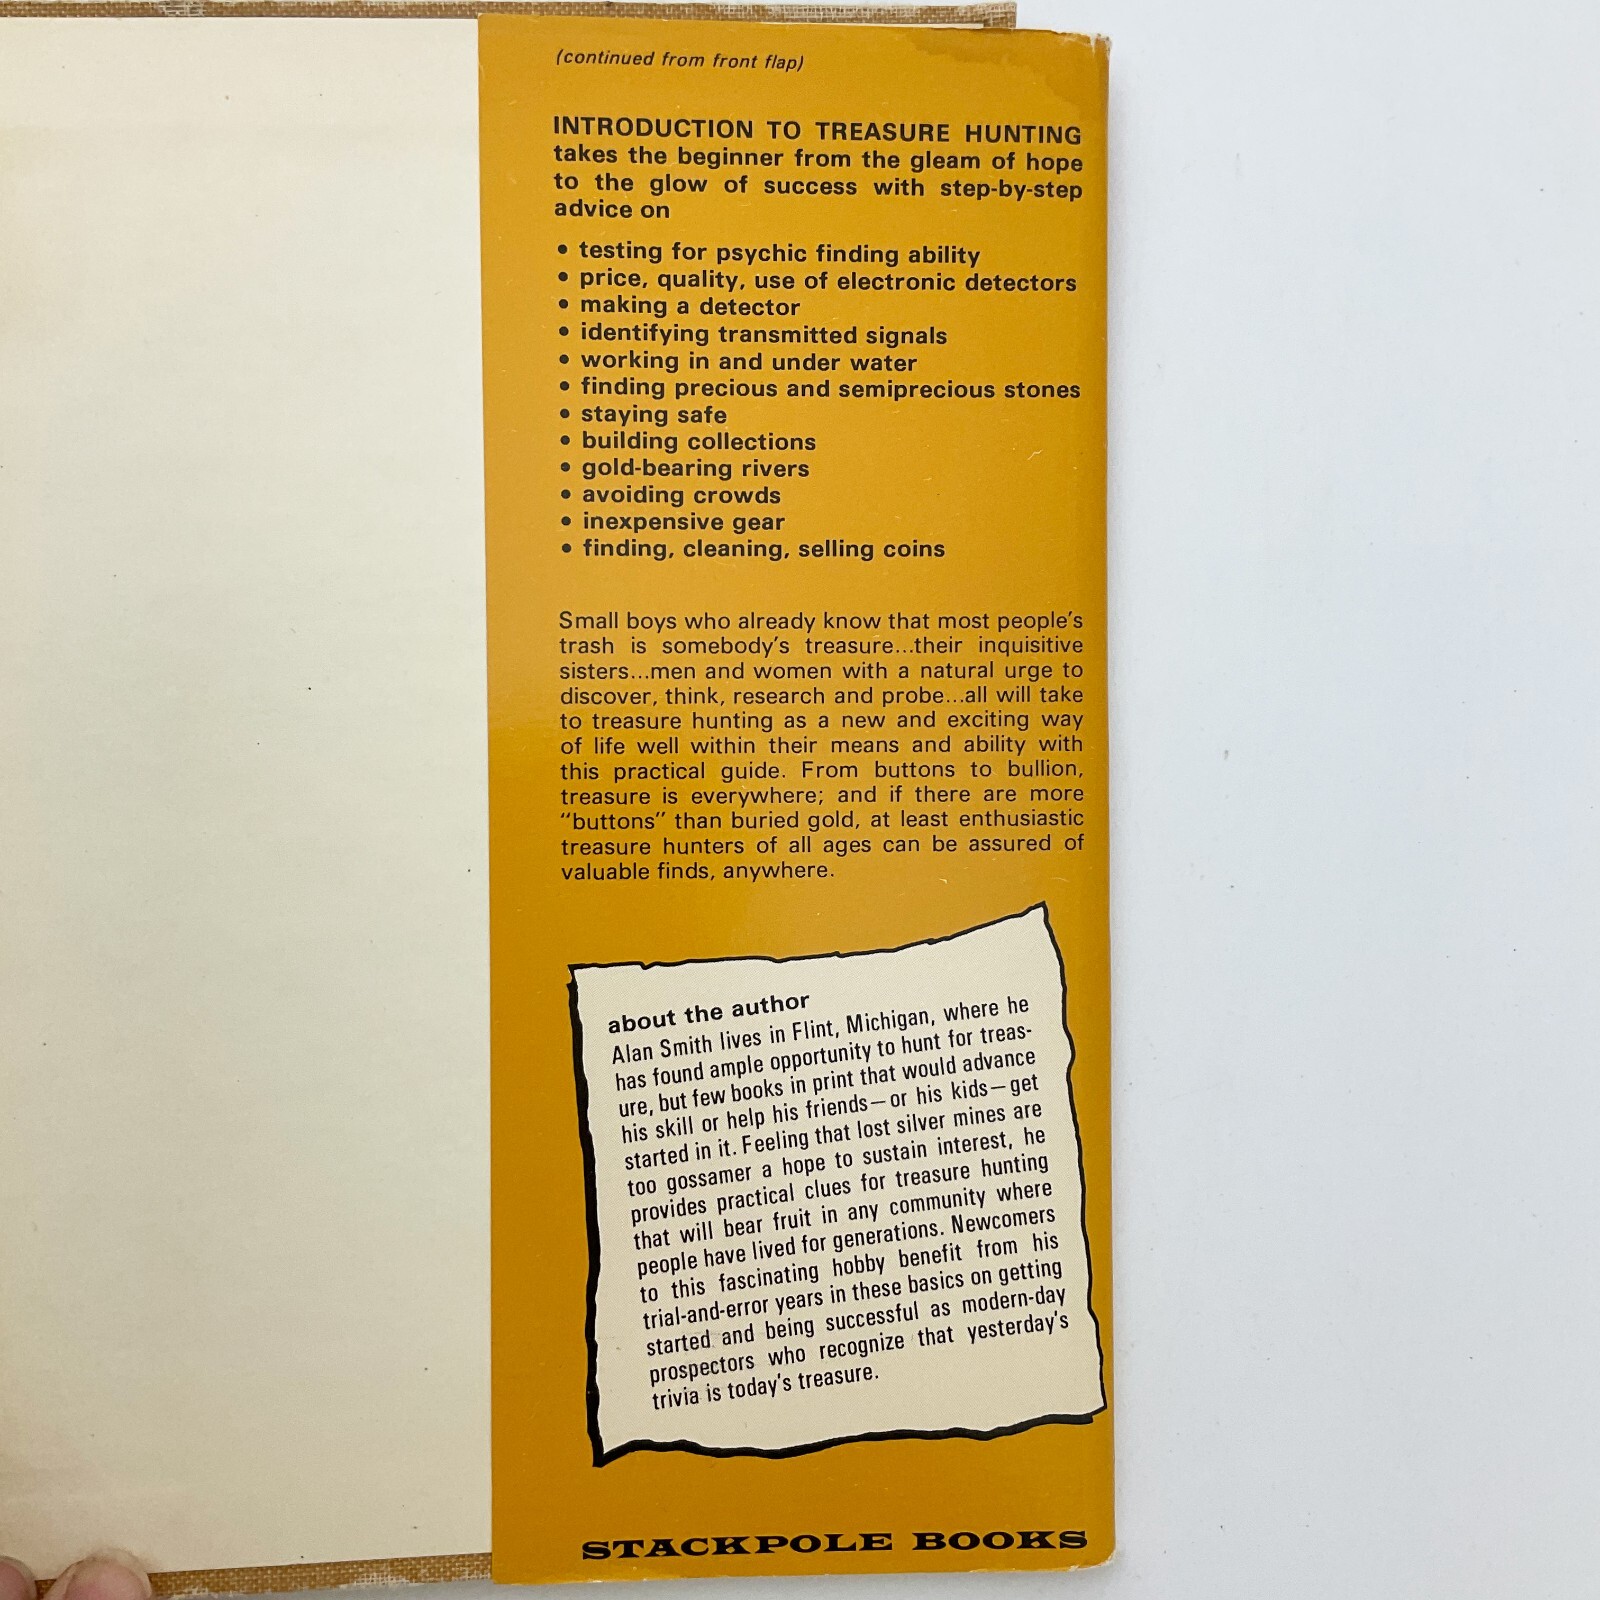 (continued from front flap)
INTRODUCTION TO TREASURE HUNTING
takes the beginner from the gleam of hope
to the glow of success with step-by-step
advice on
• testing for psychic finding ability
• price, quality, use of electronic detectors
• making a detector
• identifying transmitted signals
• working in and under water
• finding precious and semiprecious stones
• staying safe
• building collections
• gold-bearing rivers
• avoiding crowds
• inexpensive gear
• finding, cleaning, selling coins
Small boys who already know that most people's
trash is somebody's treasure...their inquisitive
sisters...men and women with a natural urge to
discover, think, research and probe...all will take
to treasure hunting as a new and exciting way
of life well within their means and ability with
this practical guide. From buttons to bullion,
treasure is everywhere; and if there are more
"buttons" than buried gold, at least enthusiastic
treasure hunters of all ages can be assured of
valuable finds, anywhere.
about the author
Alan Smith lives in Flint, Michigan, where he
has found ample opportunity to hunt for treas-
ure, but few books in print that would advance
his skill or help his friends—or his kids—get
started in it. Feeling that lost silver mines are
too gossamer a hope to sustain interest, he
provides practical clues for treasure hunting
that will bear fruit in any community where
people have lived for generations. Newcomers
to this fascinating hobby benefit from his
trial-and-error years in these basics on getting
started and being successful as modern-day
prospectors who recognize that yesterday's
trivia is today's treasure.
STACKPOLE BOOKS